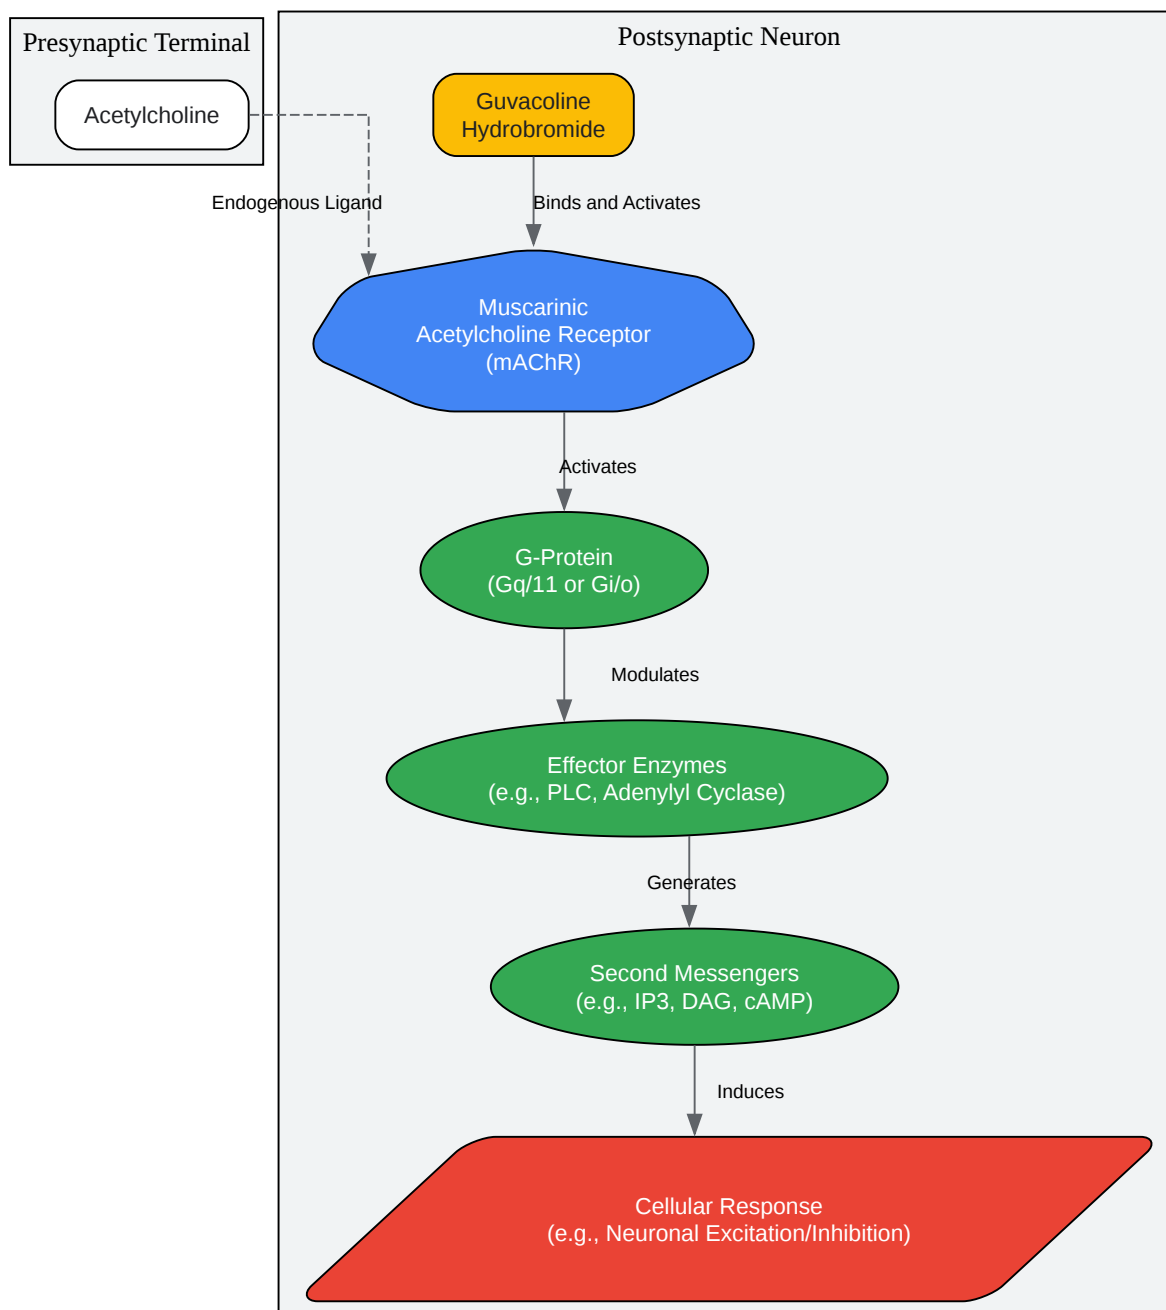 Presynaptic Terminal
Acetylcholine
Endogenous Ligand
Postsynaptic Neuron
Guvacoline
Hydrobromide
Binds and Activates
Muscarinic
Acetylcholine Receptor
(mAChR)
Activates
G-Protein
(Gq/11 or Gi/o)
Modulates
Effector Enzymes
(e.g., PLC, Adenylyl Cyclase)
Generates
Second Messengers
(e.g., IP3, DAG, cAMP)
Induces
Cellular Response
(e.g., Neuronal Excitation/Inhibition)